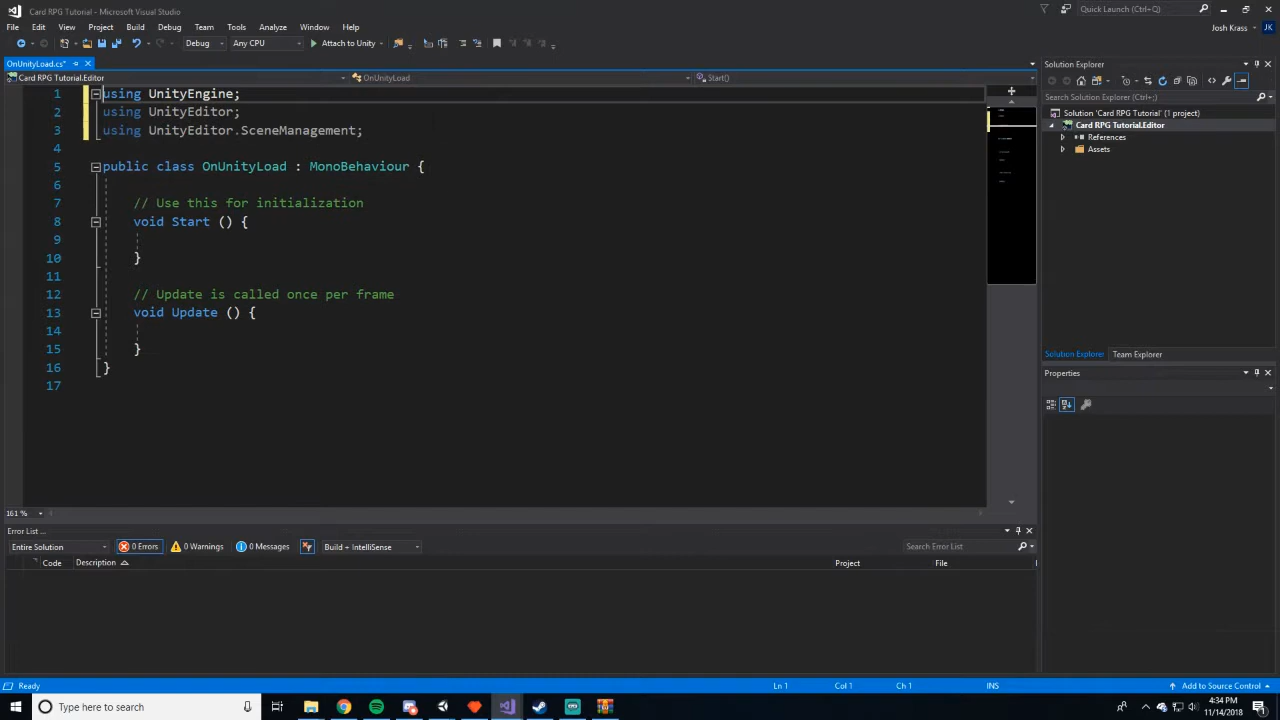 Card RPG Tutorial - Microsoft Visual Studio
Quick Launch (Ctrl+Q)
File Edit View Project Build Debug Team Tools Analyze Window Help
Josh Krass JK
Debug Any CPU Attach to Unity
OnUnityLoad.cs*
Card RPG Tutorial.Editor OnUnityLoad Start()
1 using UnityEngine;
2 using UnityEditor;
3 using UnityEditor.SceneManagement;
4
5 public class OnUnityLoad : MonoBehaviour {
6
7 // Use this for initialization
8 void Start () {
9
10 }
11
12 // Update is called once per frame
13 void Update () {
14
15 }
16 }
17
161 %
Solution Explorer
Search Solution Explorer (Ctrl+;)
Solution 'Card RPG Tutorial' (1 project)
Card RPG Tutorial.Editor
References
Assets
Solution Explorer Team Explorer
Properties
Error List ...
Entire Solution 0 Errors 0 Warnings 0 Messages Build + IntelliSense Search Error List
Code Description Project File
Ready Ln 1 Col 1 Ch 1 INS Add to Source Control
Type here to search
4:34 PM
11/14/2018